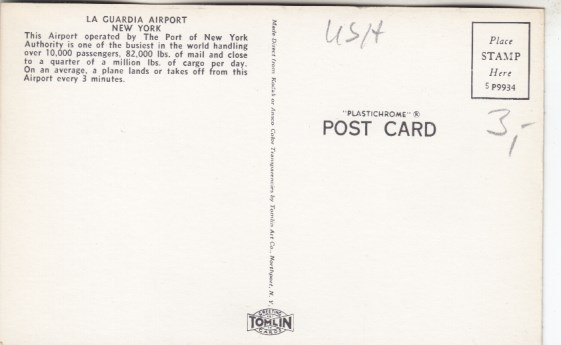 LA GUARDIA AIRPORT
NEW YORK
This Airport operated by The Port of New York
Authority is one of the busiest in the world handling
over 10,000 passengers, 82,000 lbs. of mail and close
to a quarter of a million lbs. of cargo per day.
On an average, a plane lands or takes off from this
Airport every 3 minutes.
Made Direct from Kodak or Ansco Color Transparencies by Tomlin Art Co., Northport, N. Y.
GREETING
TOMLIN
CARDS
USA
"PLASTICHROME" ®
POST CARD
Place
STAMP
Here
S P9934
3,-